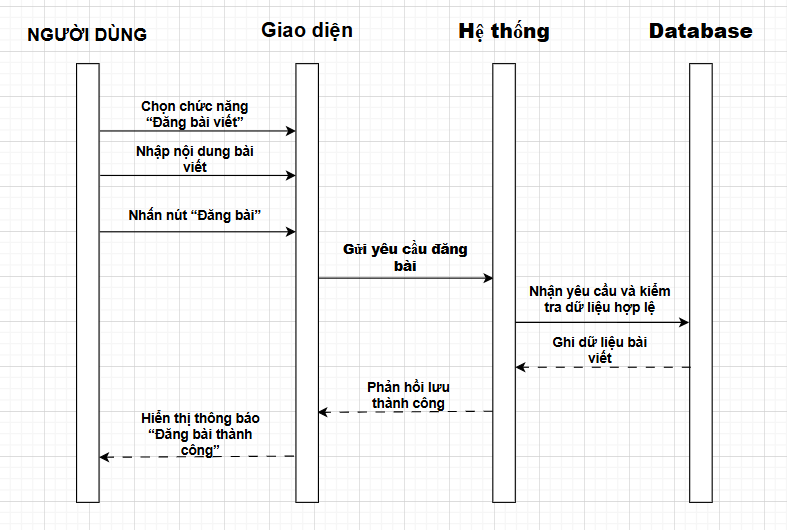 NGƯỜI DÙNG
Giao diện
Hệ thống
Database
Chọn chức năng
“Đăng bài viết”
Nhập nội dung bài
viết
Nhấn nút “Đăng bài”
Gửi yêu cầu đăng
bài
Nhận yêu cầu và kiểm
tra dữ liệu hợp lệ
Ghi dữ liệu bài
viết
Phản hồi lưu
thành công
Hiển thị thông báo
“Đăng bài thành
công”